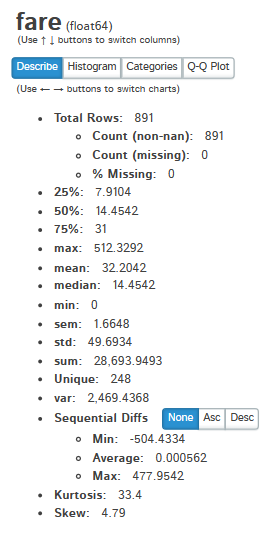 fare (float64)
(Use ↑ ↓ buttons to switch columns)
Describe Histogram Categories Q-Q Plot
(Use ← → buttons to switch charts)
• Total Rows: 891
Count (non-nan): 891
Count (missing): 0
% Missing: 0
• 25%: 7.9104
• 50%: 14.4542
• 75%: 31
• max: 512.3292
• mean: 32.2042
• median: 14.4542
• min: 0
• sem: 1.6648
• std: 49.6934
• sum: 28,693.9493
• Unique: 248
• var: 2,469.4368
• Sequential Diffs None Asc Desc
Min: -504.4334
Average: 0.000562
Max: 477.9542
• Kurtosis: 33.4
• Skew: 4.79